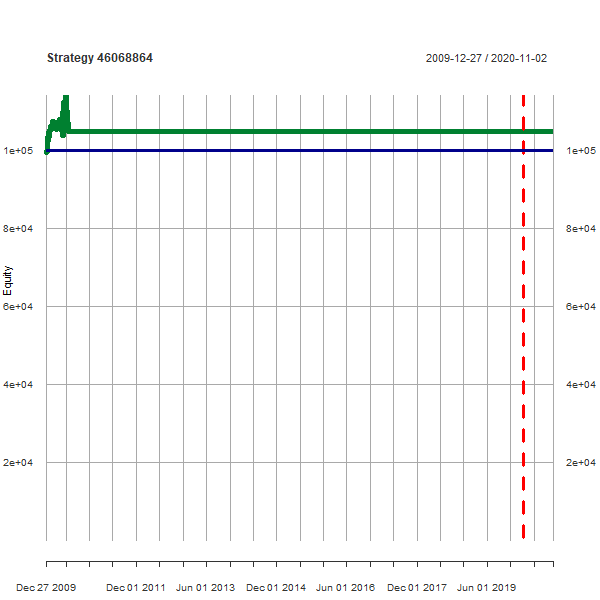 Strategy 46068864
2009-12-27 / 2020-11-02
1e+05
1e+05
8e+04
8e+04
Equity
6e+04
6e+04
4e+04
4e+04
2e+04
2e+04
Dec 27 2009
Dec 01 2011
Jun 01 2013
Dec 01 2014
Jun 01 2016
Dec 01 2017
Jun 01 2019